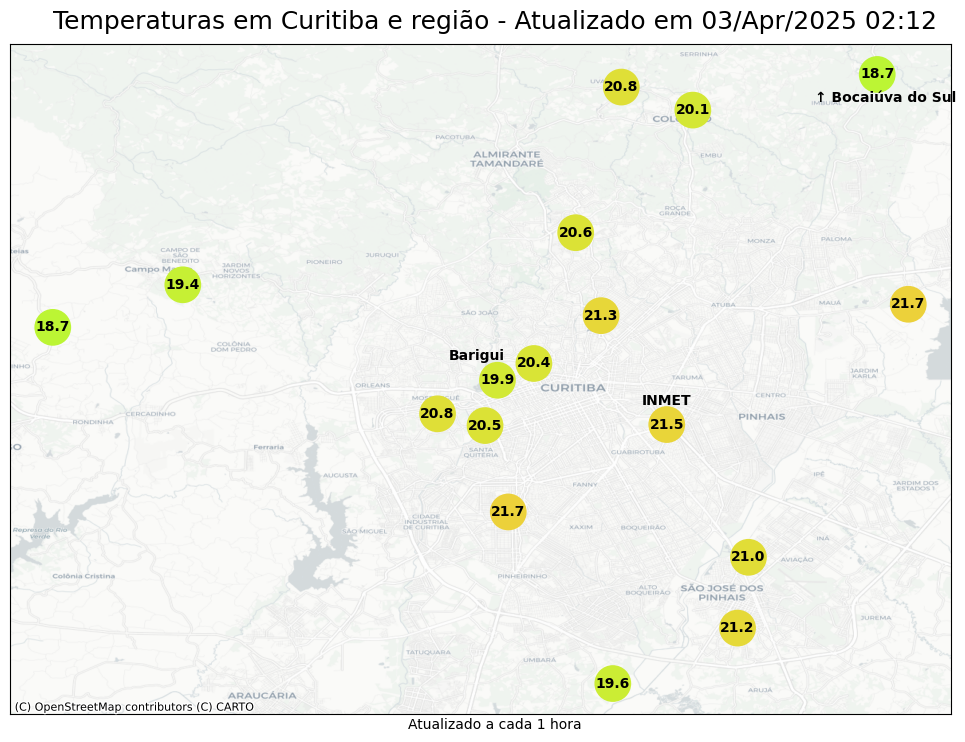 Temperaturas em Curitiba e região - Atualizado em 03/Apr/2025 02:12
SERRINHA
18.7
20.8
↑ Bocaiúva do Sul
20.1
PACOTUBA
ALMIRANTE
TAMANDARÉ
EMBU
ROÇA
GRANDE
20.6
MONZA
PALOMA
CAMPO DE
SÃO
BENEDITO
JURUQUI
PIONEIRO
JARDIM
NOVOS
HORIZONTES
19.4
21.7
MAUÁ
ATUBA
SÃO JOÃO
21.3
18.7
COLÔNIA
DOM PEDRO
Barigui
20.4
JARDIM
KARLA
TARUMÃ
19.9
ORLEANS
CURITIBA
CENTRO
INMET
20.8
CERCADINHO
PINHAIS
RONDINHA
21.5
20.5
Ferraria
SANTA
QUITÉRIA
GUABIROTUBA
AUGUSTA
IPÊ
FANNY
JARDIM DOS
ESTADOS I
21.7
CIDADE
INDUSTRIAL
DE CURITIBA
XAXIM
BOQUEIRÃO
SÃO MIGUEL
Represa do Rio
Verde
INÁ
21.0
AVIAÇÃO
Colônia Cristina
PINHEIRINHO
ALTO
BOQUEIRÃO
SÃO JOSÉ DOS
PINHAIS
JUREMA
21.2
TATUQUARA
UMBARÁ
19.6
ARUJÁ
ARAUCÁRIA
(C) OpenStreetMap contributors (C) CARTO
Atualizado a cada 1 hora